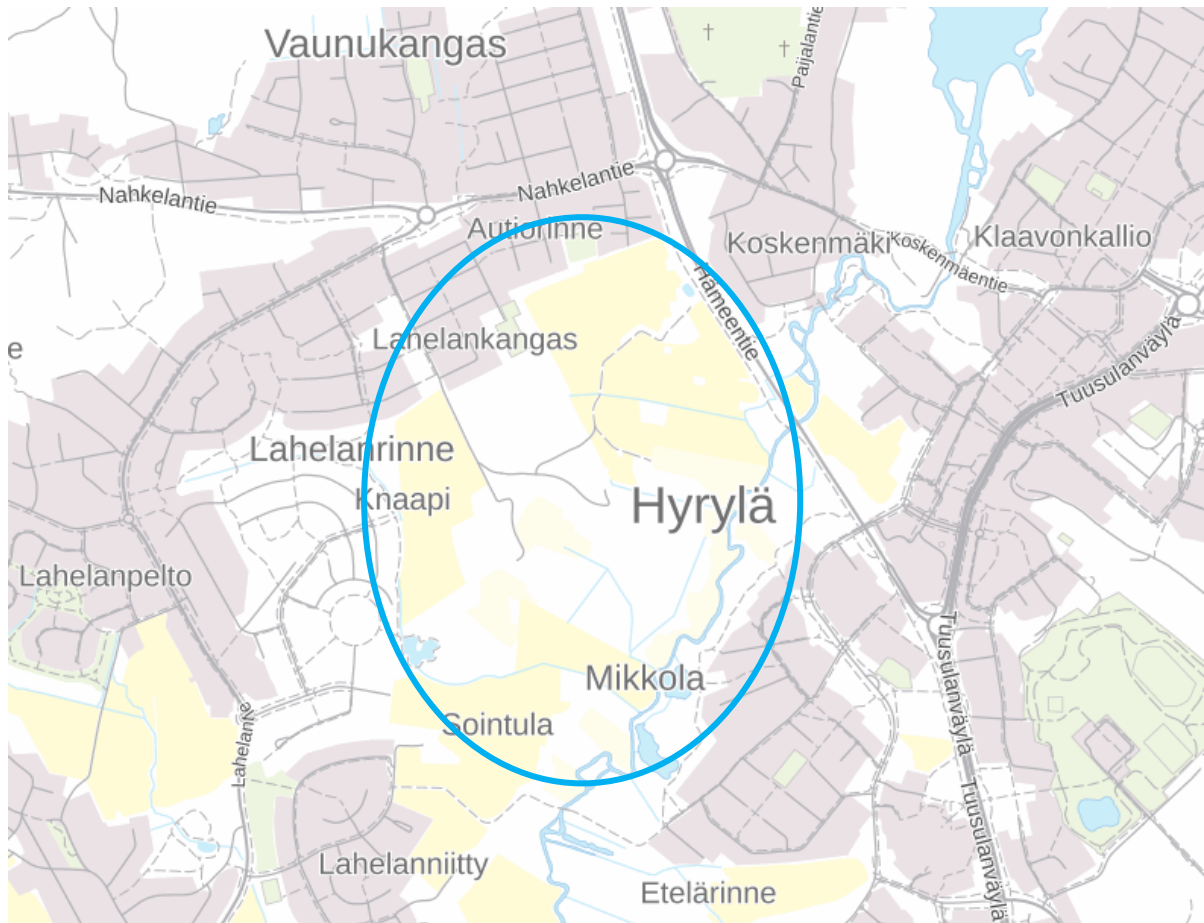 Vaunukangas
Paijalantie
Nahkelantie
Nahkelantie
Autiorinne
Koskenmäki
Koskenmäentie
Klaavonkallio
Hämeentie
e
Lahelankangas
Tuusulanväylä
Lahelanrinne
Knaapi
Hyrylä
Lahelanpelto
Mikkola
Tuusulanväylä
Sointula
Lahelantie
Tuusulanväylä
Lahelanniitty
Etelärinne